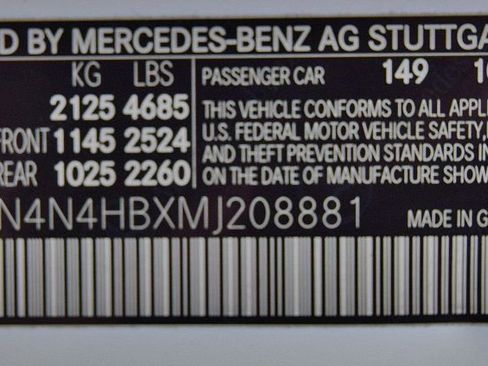 D BY MERCEDES-BENZ AG STUTTGA
KG LBS PASSENGER CAR 149 10
2125 4685 THIS VEHICLE CONFORMS TO ALL APPL
FRONT 1145 2524 U.S. FEDERAL MOTOR VEHICLE SAFETY,
REAR 1025 2260 AND THEFT PREVENTION STANDARDS IN
ON THE DATE OF MANUFACTURE SHOW
N4N4HBXMJ208881 MADE IN G